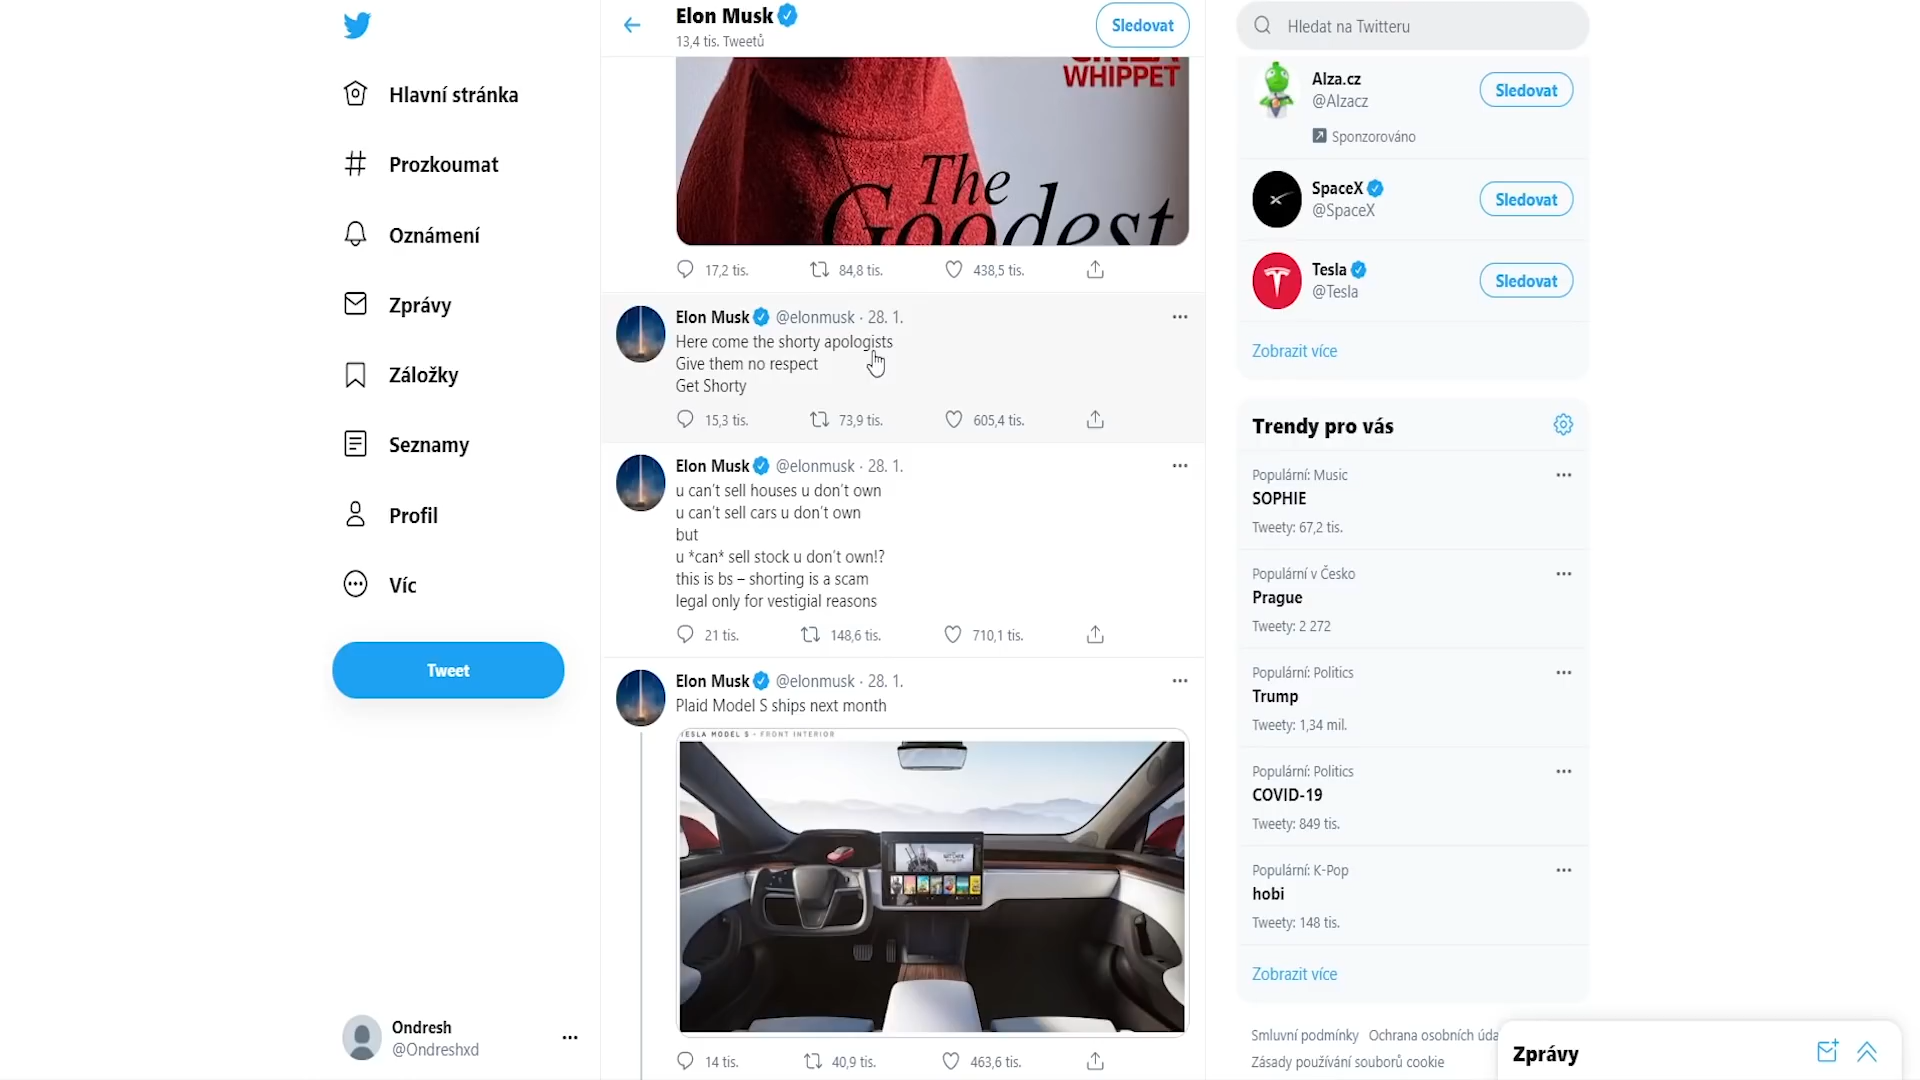 Hlavní stránka
Prozkoumat
Oznámení
Zprávy
Záložky
Seznamy
Profil
Víc
Tweet
Ondresh
@Ondreshxd
Elon Musk
13,4 tis. Tweetů
Sledovat
WHIPPET
The
Goodest
17,2 tis. 84,8 tis. 438,5 tis.
Elon Musk @elonmusk · 28. 1.
Here come the shorty apologists
Give them no respect
Get Shorty
15,3 tis. 73,9 tis. 605,4 tis.
Elon Musk @elonmusk · 28. 1.
u can't sell houses u don't own
u can't sell cars u don't own
but
u *can* sell stock u don't own!?
this is bs – shorting is a scam
legal only for vestigial reasons
21 tis. 148,6 tis. 710,1 tis.
Elon Musk @elonmusk · 28. 1.
Plaid Model S ships next month
TESLA MODEL S - FRONT INTERIOR
14 tis. 40,9 tis. 463,6 tis.
Hledat na Twitteru
Alza.cz
@Alzacz
Sledovat
Sponzorováno
SpaceX
@SpaceX
Sledovat
Tesla
@Tesla
Sledovat
Zobrazit více
Trendy pro vás
Populární: Music
SOPHIE
Tweety: 67,2 tis.
Populární v Česko
Prague
Tweety: 2 272
Populární: Politics
Trump
Tweety: 1,34 mil.
Populární: Politics
COVID-19
Tweety: 849 tis.
Populární: K-Pop
hobi
Tweety: 148 tis.
Zobrazit více
Smluvní podmínky Ochrana osobních úda
Zásady používání souborů cookie
Zprávy